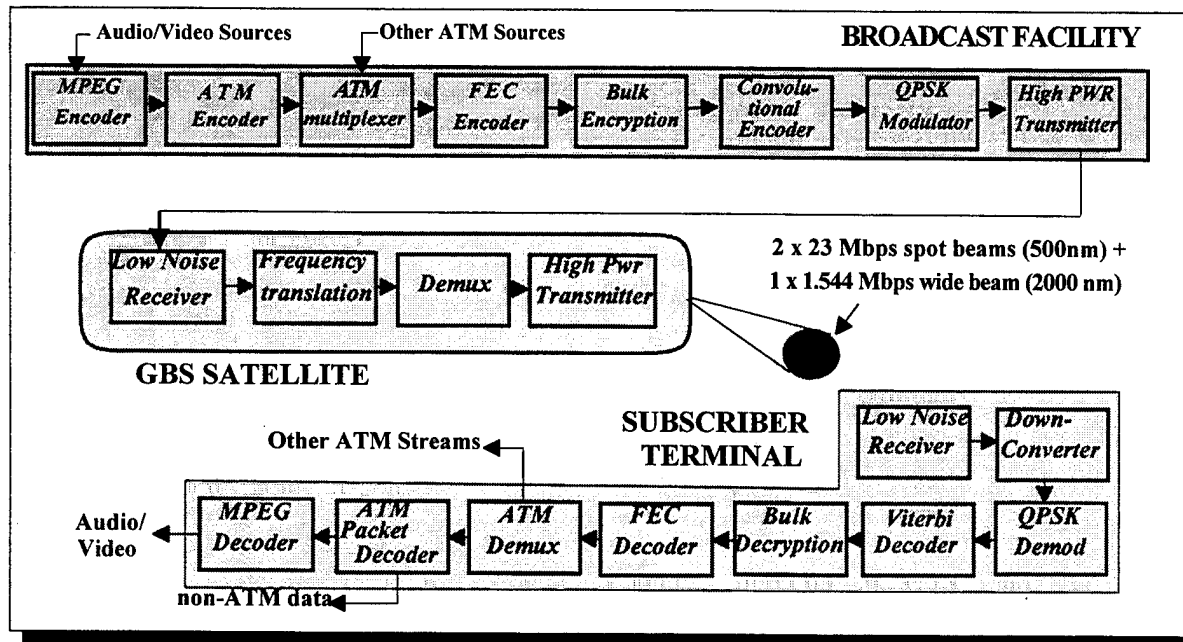 Audio/Video Sources
Other ATM Sources
BROADCAST FACILITY
MPEG
Encoder
ATM
Encoder
ATM
multiplexer
FEC
Encoder
Bulk
Encryption
Convolu-
tional
Encoder
QPSK
Modulator
High PWR
Transmitter
Low Noise
Receiver
Frequency
translation
Demux
High Pwr
Transmitter
2 x 23 Mbps spot beams (500nm) +
1 x 1.544 Mbps wide beam (2000 nm)
GBS SATELLITE
SUBSCRIBER
TERMINAL
Low Noise
Receiver
Down-
Converter
Other ATM Streams
Audio/
Video
MPEG
Decoder
ATM
Packet
Decoder
ATM
Demux
FEC
Decoder
Bulk
Decryption
Viterbi
Decoder
QPSK
Demod
non-ATM data